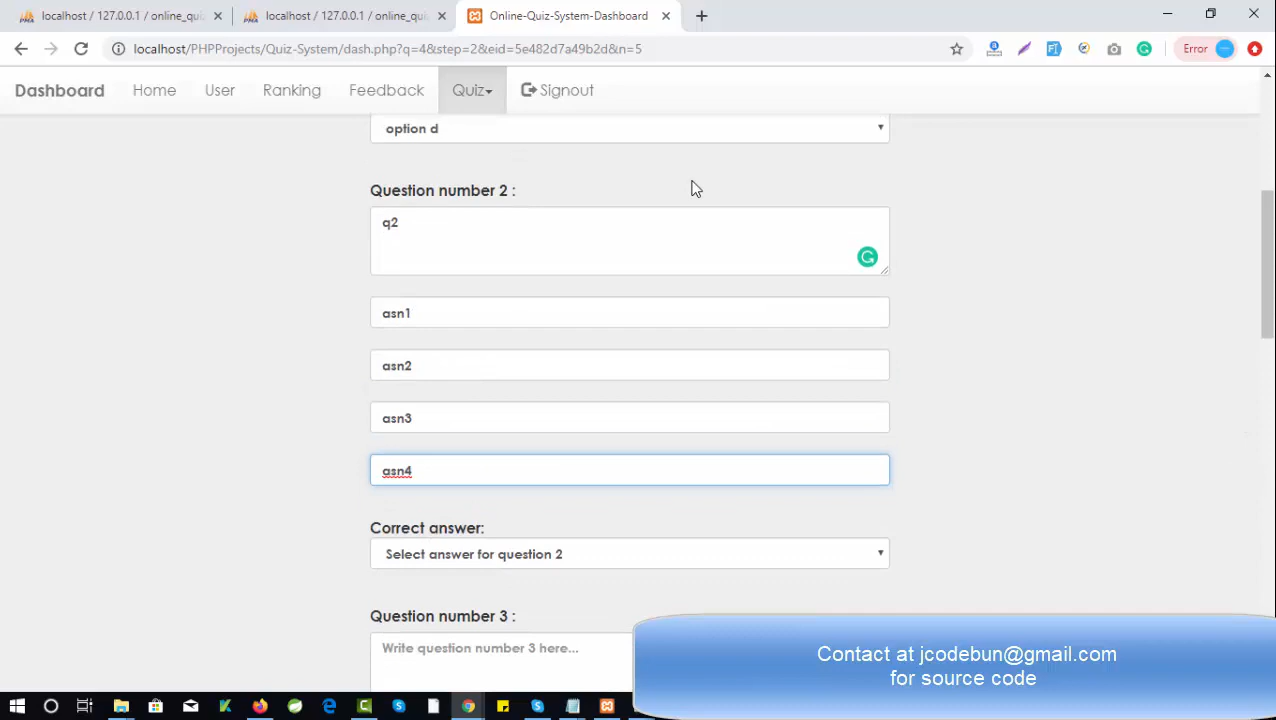 localhost / 127.0.0.1 / online_qu
localhost / 127.0.0.1 / online_qu
Online-Quiz-System-Dashboard
localhost/PHPProjects/Quiz-System/dash.php?q=4&step=2&eid=5e482d7a49b2d&n=5
Error
Dashboard Home User Ranking Feedback Quiz Signout
option d
Question number 2 :
q2
asn1
asn2
asn3
asn4
Correct answer:
Select answer for question 2
Question number 3 :
Write question number 3 here...
Contact at jcodebun@gmail.com
for source code